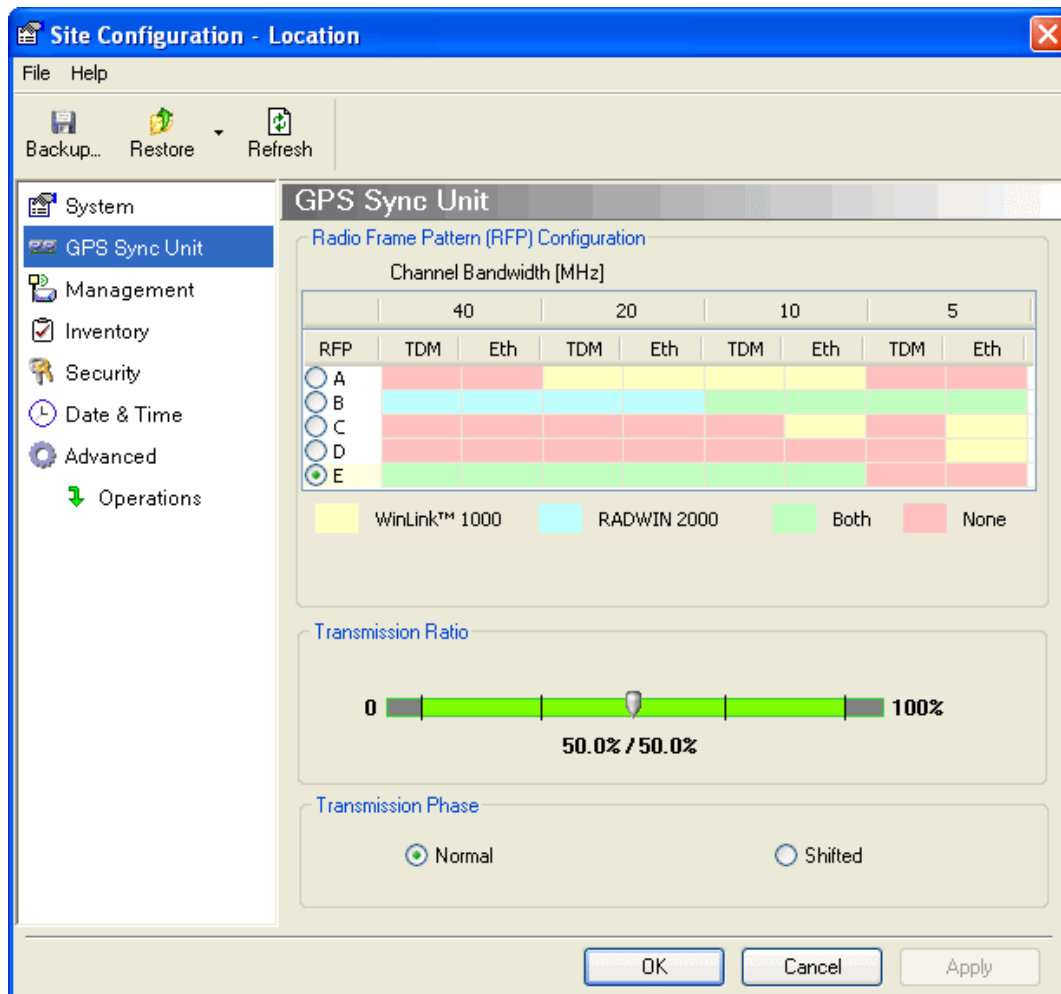 Site Configuration - Location
File Help
Backup... Restore Refresh
System
GPS Sync Unit
Management
Inventory
Security
Date & Time
Advanced
Operations
GPS Sync Unit
Radio Frame Pattern (RFP) Configuration
Channel Bandwidth [MHz]
40 20 10 5
RFP TDM Eth TDM Eth TDM Eth TDM Eth
A
B
C
D
E
WinLink™ 1000 RADWIN 2000 Both None
Transmission Ratio
0 100%
50.0% / 50.0%
Transmission Phase
Normal Shifted
OK Cancel Apply